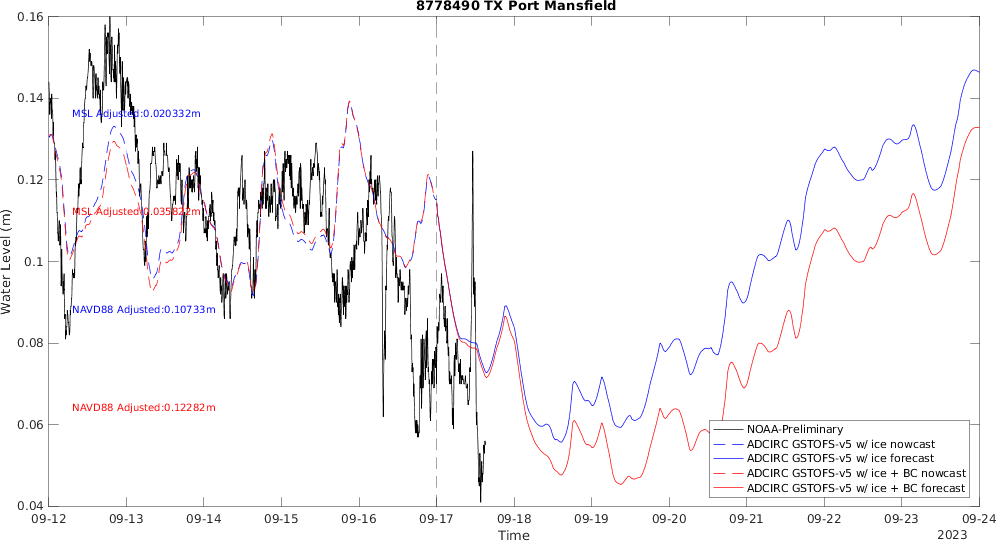 8778490 TX Port Mansfield
0.16
0.14
0.12
0.1
0.08
0.06
0.04
Water Level (m)
MSL Adjusted:0.020332m
MSL Adjusted:0.035822m
NAVD88 Adjusted:0.10733m
NAVD88 Adjusted:0.12282m
NOAA-Preliminary
ADCIRC GSTOFS-v5 w/ ice nowcast
ADCIRC GSTOFS-v5 w/ ice forecast
ADCIRC GSTOFS-v5 w/ ice + BC nowcast
ADCIRC GSTOFS-v5 w/ ice + BC forecast
09-12 09-13 09-14 09-15 09-16 09-17 09-18 09-19 09-20 09-21 09-22 09-23 09-24
Time
2023